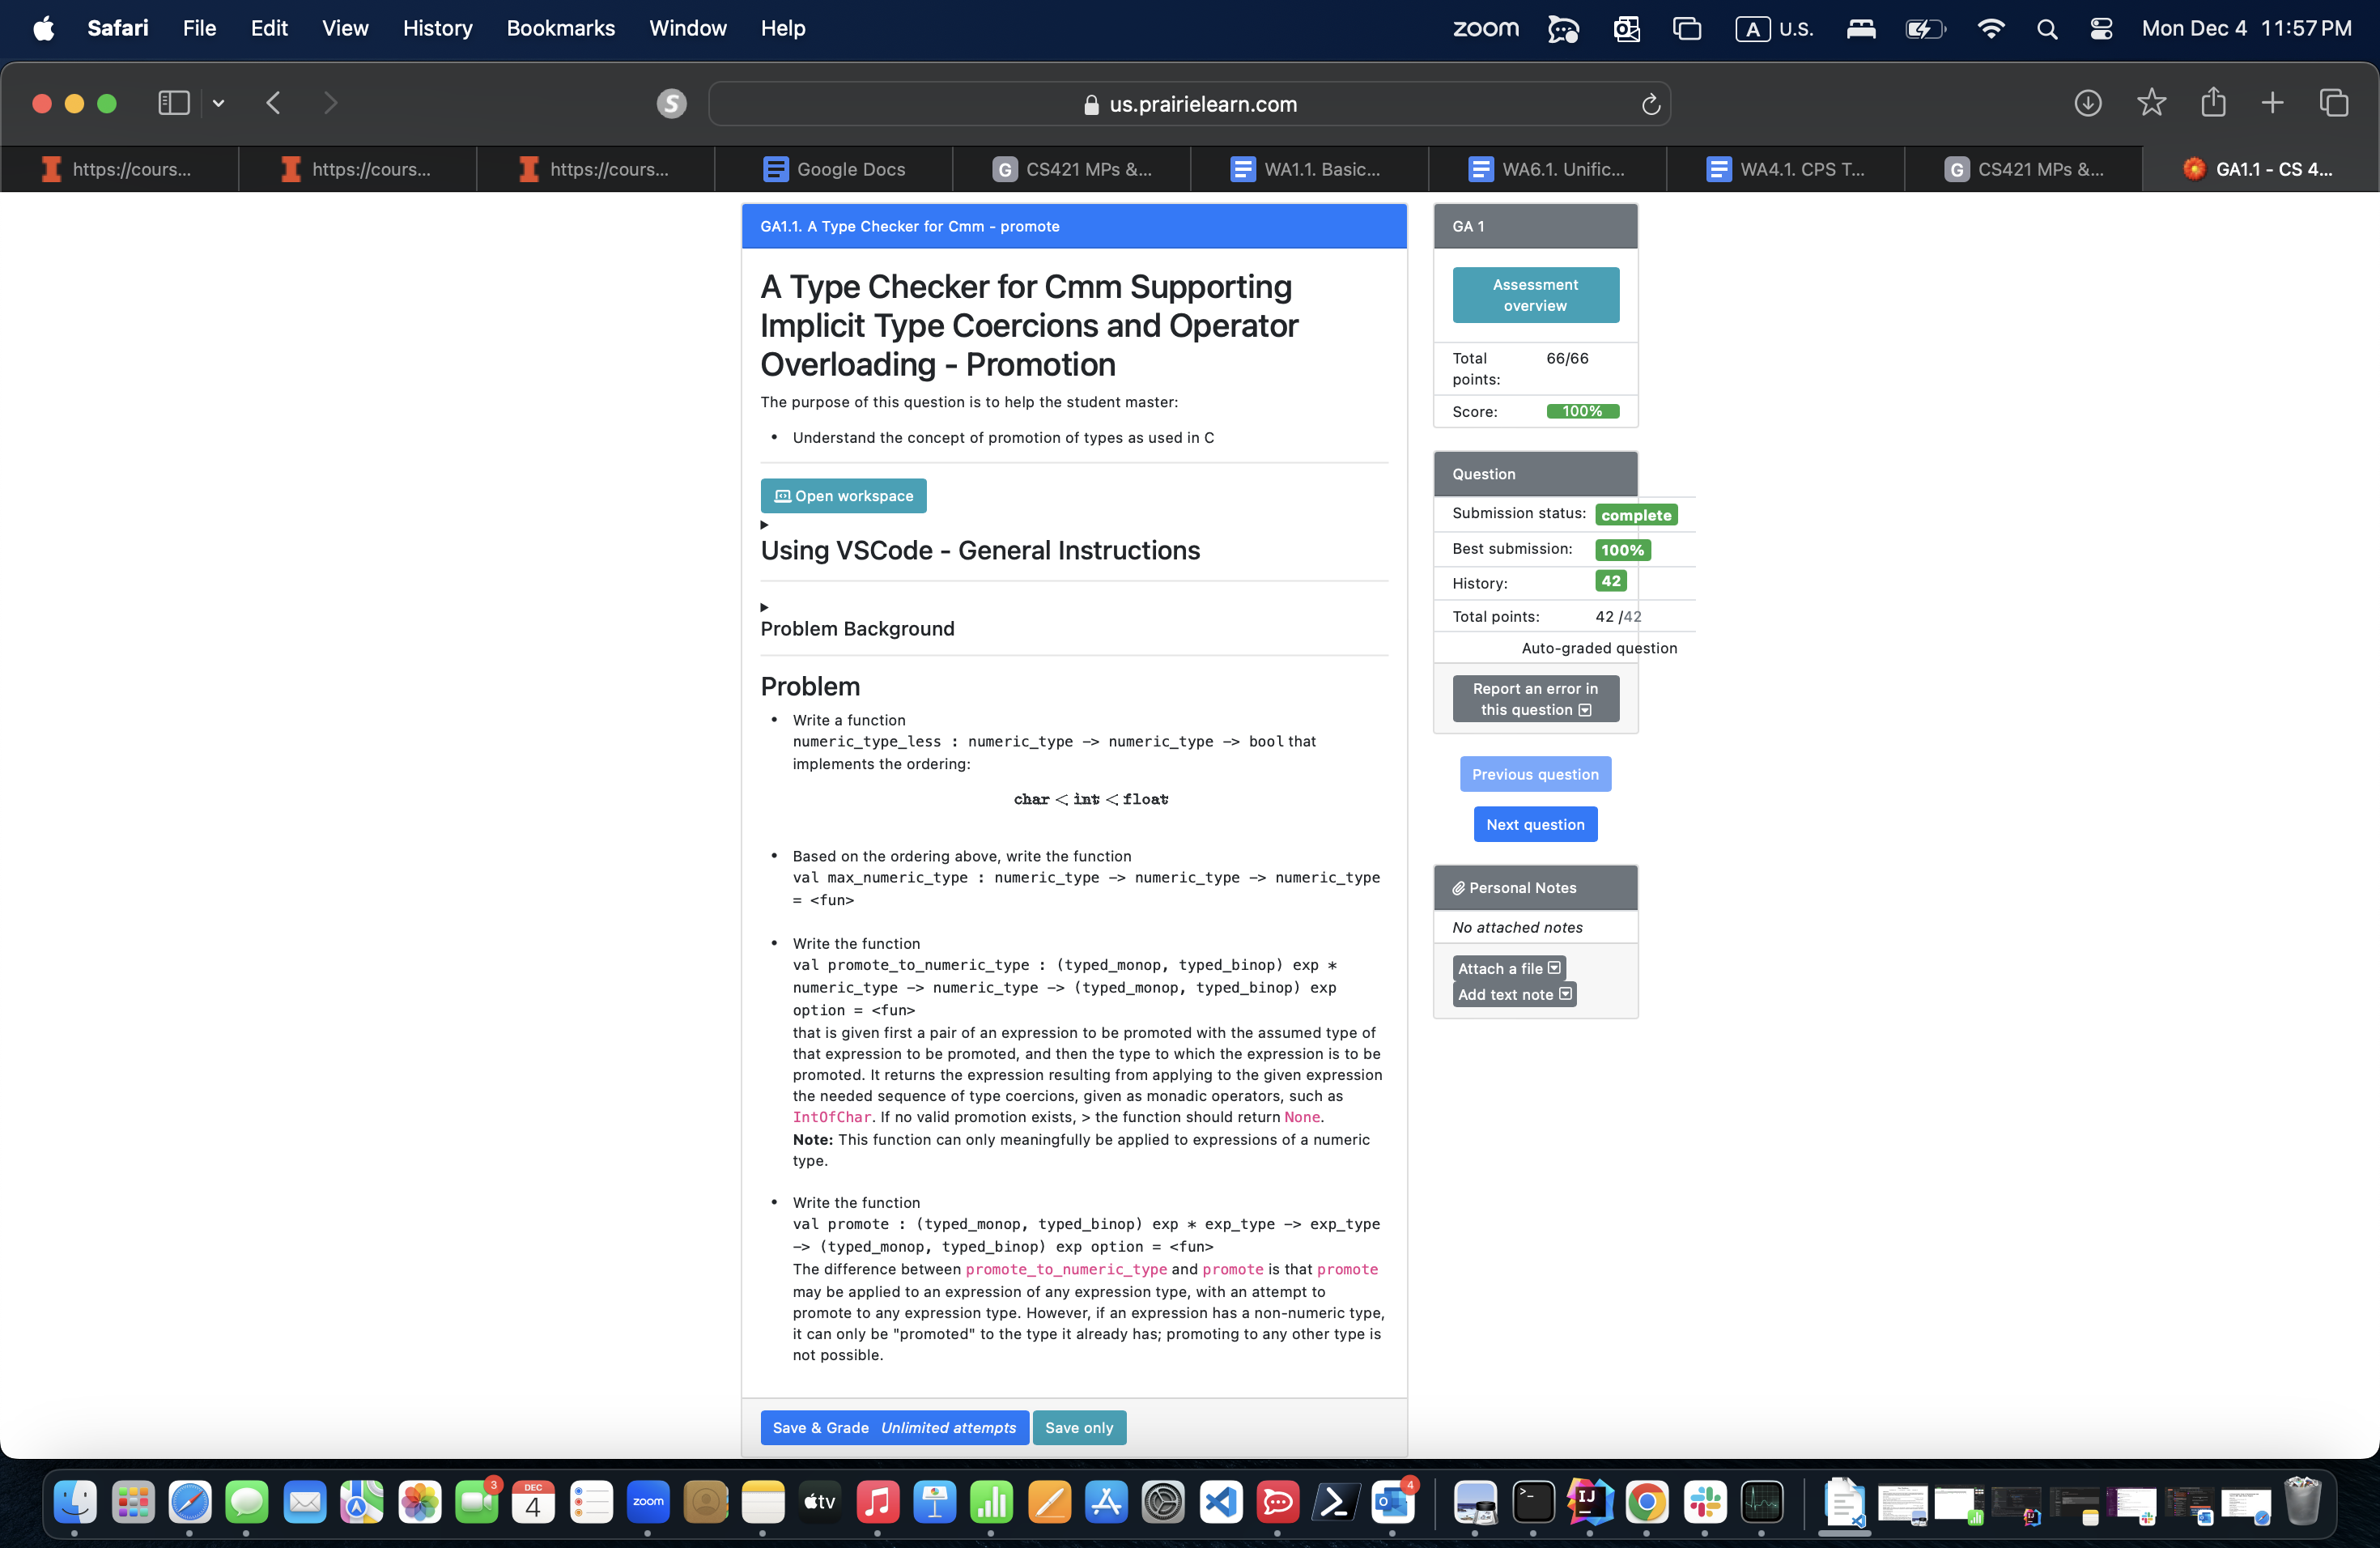 Safari File Edit View History Bookmarks Window Help zoom A U.S. Mon Dec 4 11:57 PM
S us.prairielearn.com
https://cours... https://cours... https://cours... Google Docs G CS421 MPs &... WA1.1. Basic... WA6.1. Unific... WA4.1. CPS T... G CS421 MPs &... GA1.1 - CS 4...
GA1.1. A Type Checker for Cmm - promote
A Type Checker for Cmm Supporting
Implicit Type Coercions and Operator
Overloading - Promotion
The purpose of this question is to help the student master:
• Understand the concept of promotion of types as used in C
Open workspace
Using VSCode - General Instructions
Problem Background
Problem
• Write a function
numeric_type_less : numeric_type -> numeric_type -> bool that
implements the ordering:
char < int < float
• Based on the ordering above, write the function
val max_numeric_type : numeric_type -> numeric_type -> numeric_type
= <fun>
• Write the function
val promote_to_numeric_type : (typed_monop, typed_binop) exp *
numeric_type -> numeric_type -> (typed_monop, typed_binop) exp
option = <fun>
that is given first a pair of an expression to be promoted with the assumed type of
that expression to be promoted, and then the type to which the expression is to be
promoted. It returns the expression resulting from applying to the given expression
the needed sequence of type coercions, given as monadic operators, such as
IntOfChar. If no valid promotion exists, > the function should return None.
Note: This function can only meaningfully be applied to expressions of a numeric
type.
• Write the function
val promote : (typed_monop, typed_binop) exp * exp_type -> exp_type
-> (typed_monop, typed_binop) exp option = <fun>
The difference between promote_to_numeric_type and promote is that promote
may be applied to an expression of any expression type, with an attempt to
promote to any expression type. However, if an expression has a non-numeric type,
it can only be "promoted" to the type it already has; promoting to any other type is
not possible.
Save & Grade Unlimited attempts Save only
GA 1
Assessment
overview
Total
points: 66/66
Score: 100%
Question
Submission status: complete
Best submission: 100%
History: 42
Total points: 42 /42
Auto-graded question
Report an error in
this question
Previous question
Next question
Personal Notes
No attached notes
Attach a file
Add text note
3 DEC 4 zoom tv 4 >_ IJ